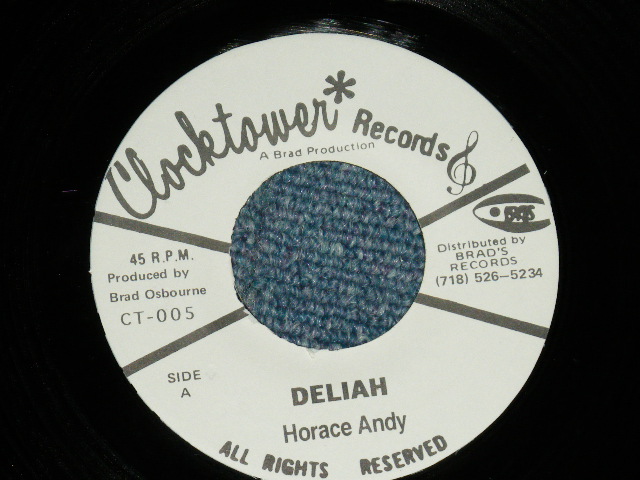 Clocktower* Records
A Brad Production
45 R.P.M.
Produced by
Brad Osbourne
CT-005
Distributed by
BRAD'S
RECORDS
(718) 526-5234
SIDE
A
DELIAH
Horace Andy
ALL RIGHTS RESERVED